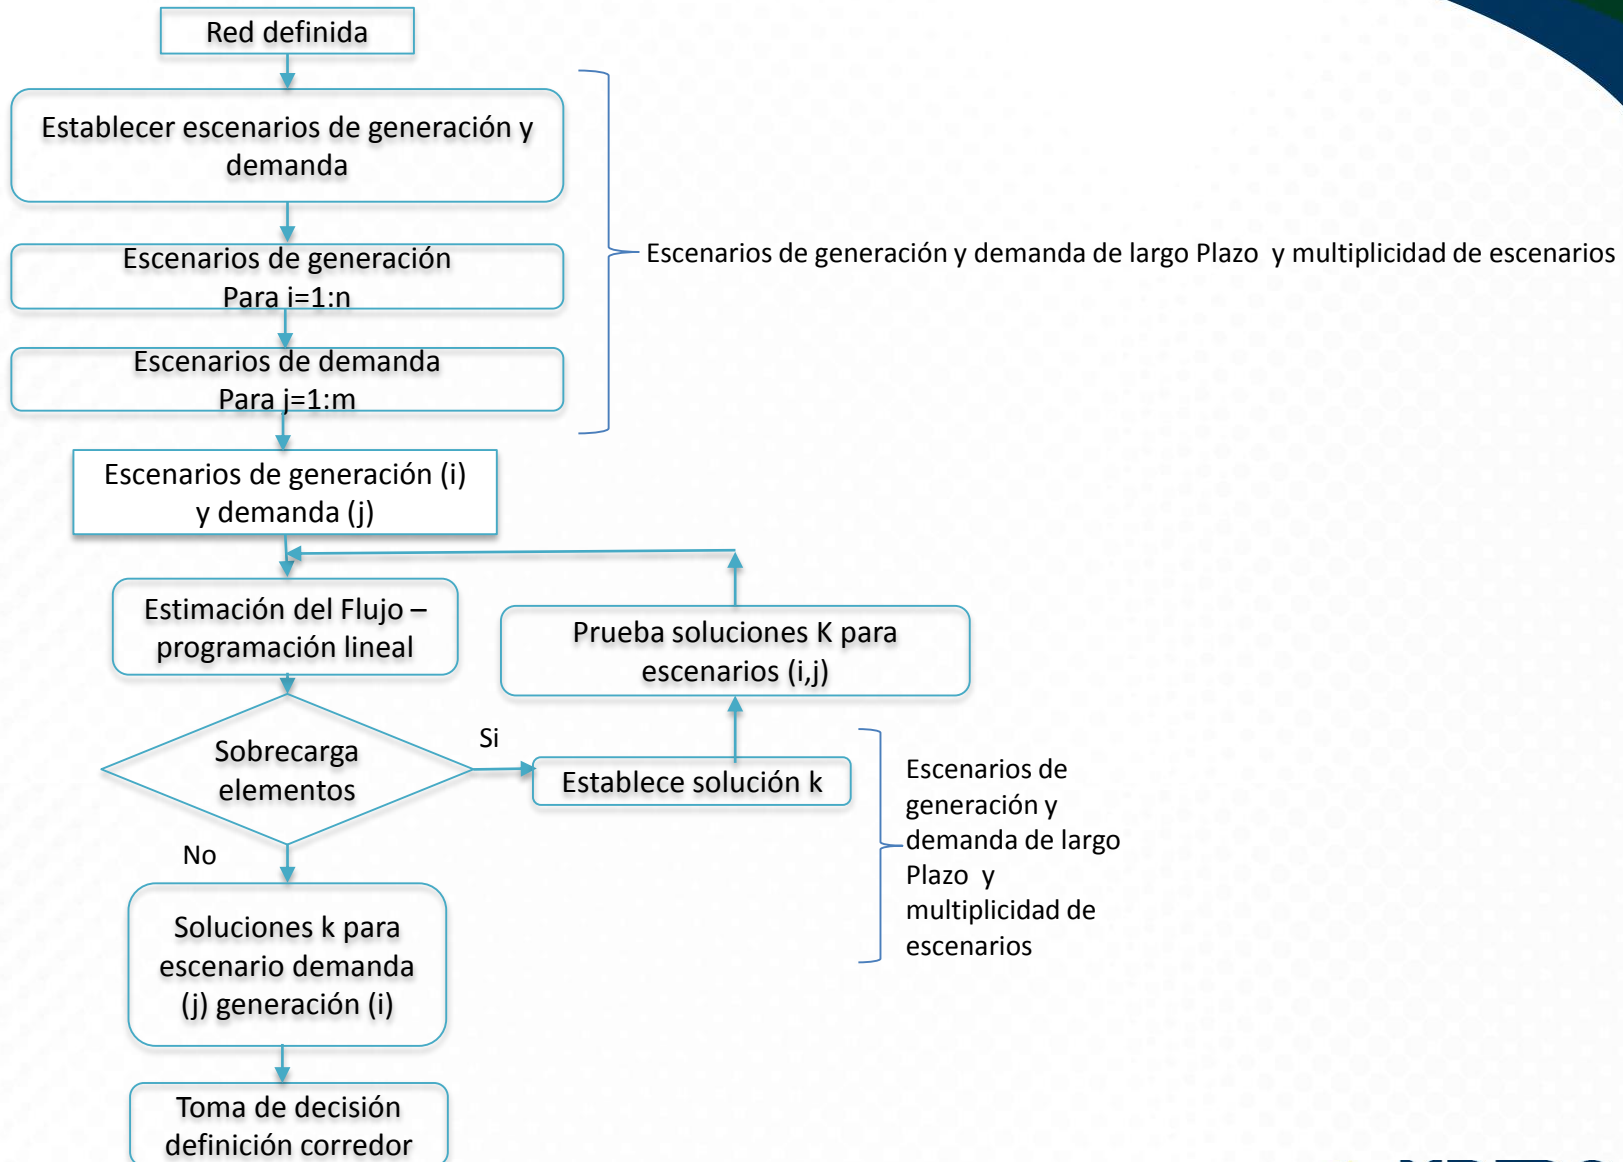 Red definida
Establecer escenarios de generación y
demanda
Escenarios de generación
Para i=1:n
Escenarios de generación y demanda de largo Plazo y multiplicidad de escenarios
Escenarios de demanda
Para j=1:m
Escenarios de generación (i)
y demanda (j)
Estimación del Flujo –
programación lineal
Prueba soluciones K para
escenarios (i,j)
Sobrecarga
elementos
Si
Establece solución k
Escenarios de
generación y
demanda de largo
Plazo y
multiplicidad de
escenarios
No
Soluciones k para
escenario demanda
(j) generación (i)
Toma de decisión
definición corredor